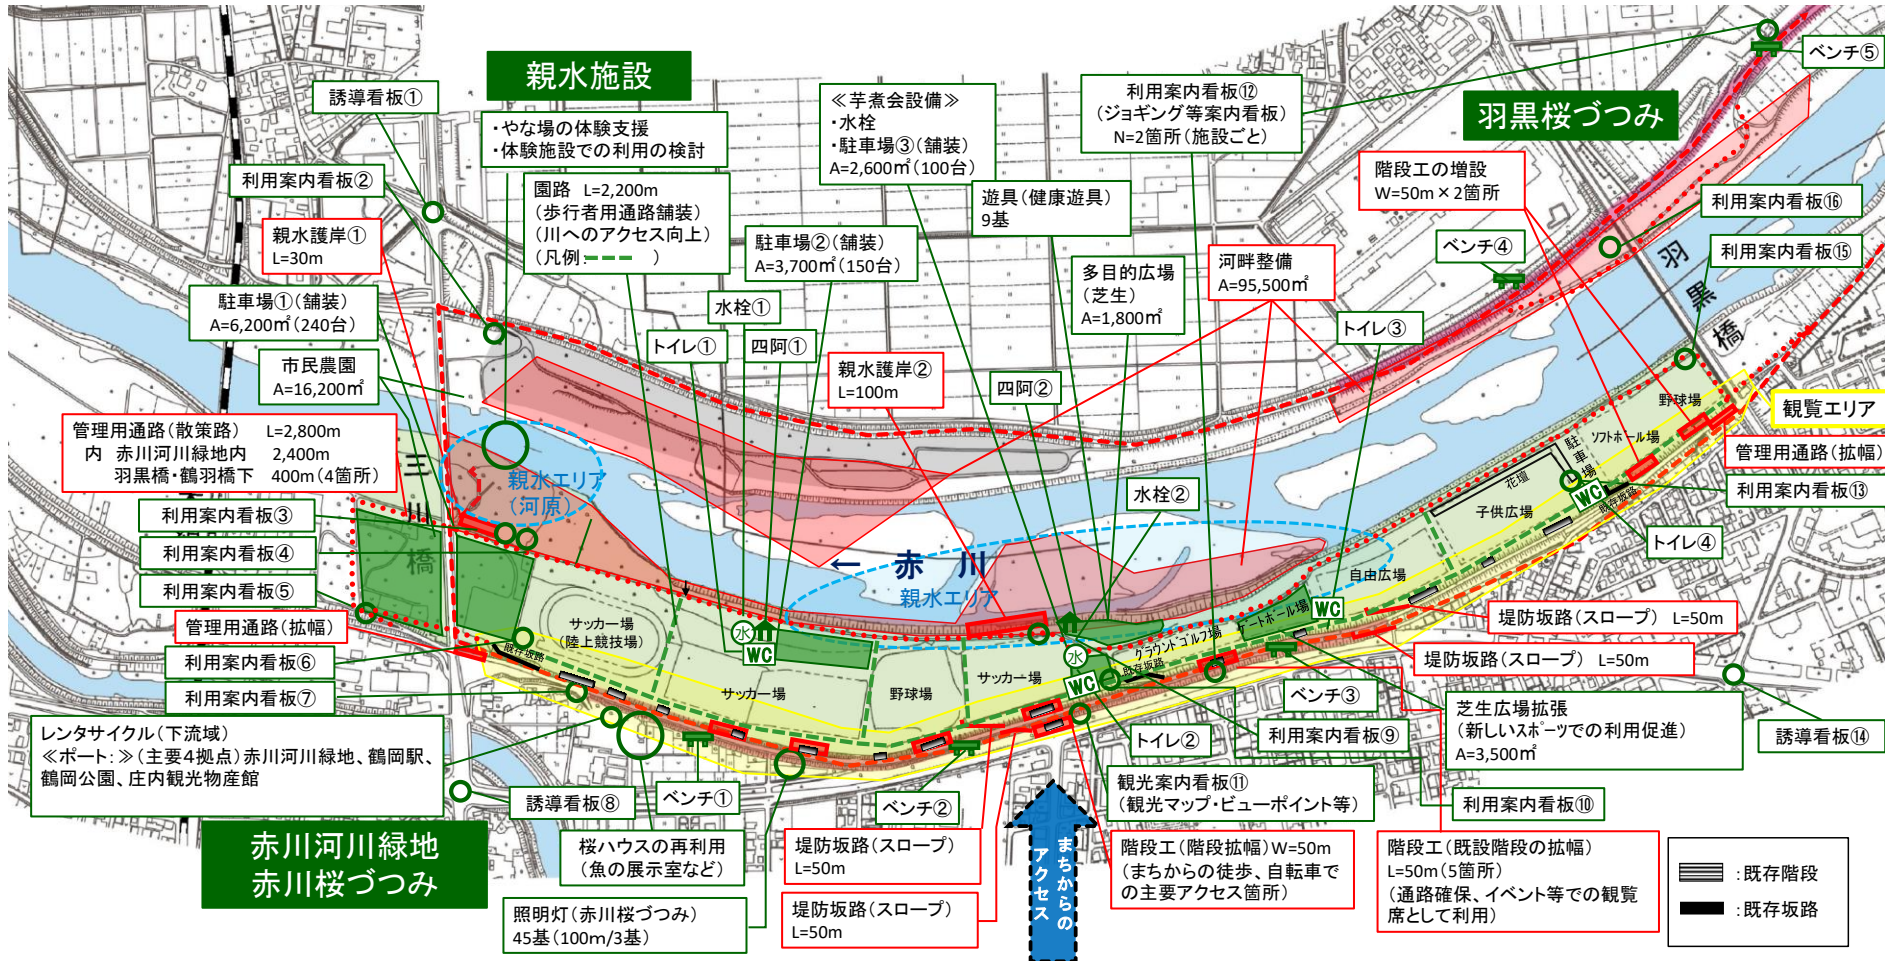 親水施設
・やな場の体験支援
・体験施設での利用の検討
誘導看板①
利用案内看板②
親水護岸①
L=30m
園路 L=2,200m
(歩行者用通路舗装)
(川へのアクセス向上)
(凡例: )
≪芋煮会設備≫
・水栓
・駐車場③(舗装)
A=2,600㎡(100台)
利用案内看板⑫
(ジョギング等案内看板)
N=2箇所(施設ごと)
ベンチ⑤
羽黒桜づつみ
階段工の増設
W=50m×2箇所
利用案内看板⑯
利用案内看板⑮
遊具(健康遊具)
9基
駐車場②(舗装)
A=3,700㎡(150台)
多目的広場
(芝生)
A=1,800㎡
河畔整備
A=95,500㎡
ベンチ④
駐車場①(舗装)
A=6,200㎡(240台)
水栓①
トイレ①
四阿①
親水護岸②
L=100m
四阿②
トイレ③
市民農園
A=16,200㎡
管理用通路(散策路) L=2,800m
内 赤川河川緑地内 2,400m
羽黒橋・鶴羽橋下 400m(4箇所)
三川橋
羽黒橋
観覧エリア
管理用通路(拡幅)
利用案内看板⑬
トイレ④
水栓②
利用案内看板③
利用案内看板④
利用案内看板⑤
管理用通路(拡幅)
利用案内看板⑥
利用案内看板⑦
親水エリア
(河原)
← 赤川
親水エリア
野球場
ソフトボール場
駐車場
花壇
子供広場
自由広場
ゲートボール場
グラウンドゴルフ場
既存坂路
既存坂路
既存坂路
サッカー場
(陸上競技場)
サッカー場
野球場
サッカー場
水
水
WC
WC
WC
WC
堤防坂路(スロープ) L=50m
堤防坂路(スロープ) L=50m
ベンチ③
芝生広場拡張
(新しいスポーツでの利用促進)
A=3,500㎡
誘導看板⑭
トイレ②
利用案内看板⑨
利用案内看板⑩
観光案内看板⑪
(観光マップ・ビューポイント等)
レンタサイクル(下流域)
≪ポート:≫(主要4拠点)赤川河川緑地、鶴岡駅、
鶴岡公園、庄内観光物産館
誘導看板⑧
ベンチ①
ベンチ②
赤川河川緑地
赤川桜づつみ
桜ハウスの再利用
(魚の展示室など)
照明灯(赤川桜づつみ)
45基(100m/3基)
堤防坂路(スロープ)
L=50m
堤防坂路(スロープ)
L=50m
まちからの
アクセス
階段工(階段拡幅)W=50m
(まちからの徒歩、自転車で
の主要アクセス箇所)
階段工(既設階段の拡幅)
L=50m(5箇所)
(通路確保、イベント等での観覧
席として利用)
:既存階段
:既存坂路